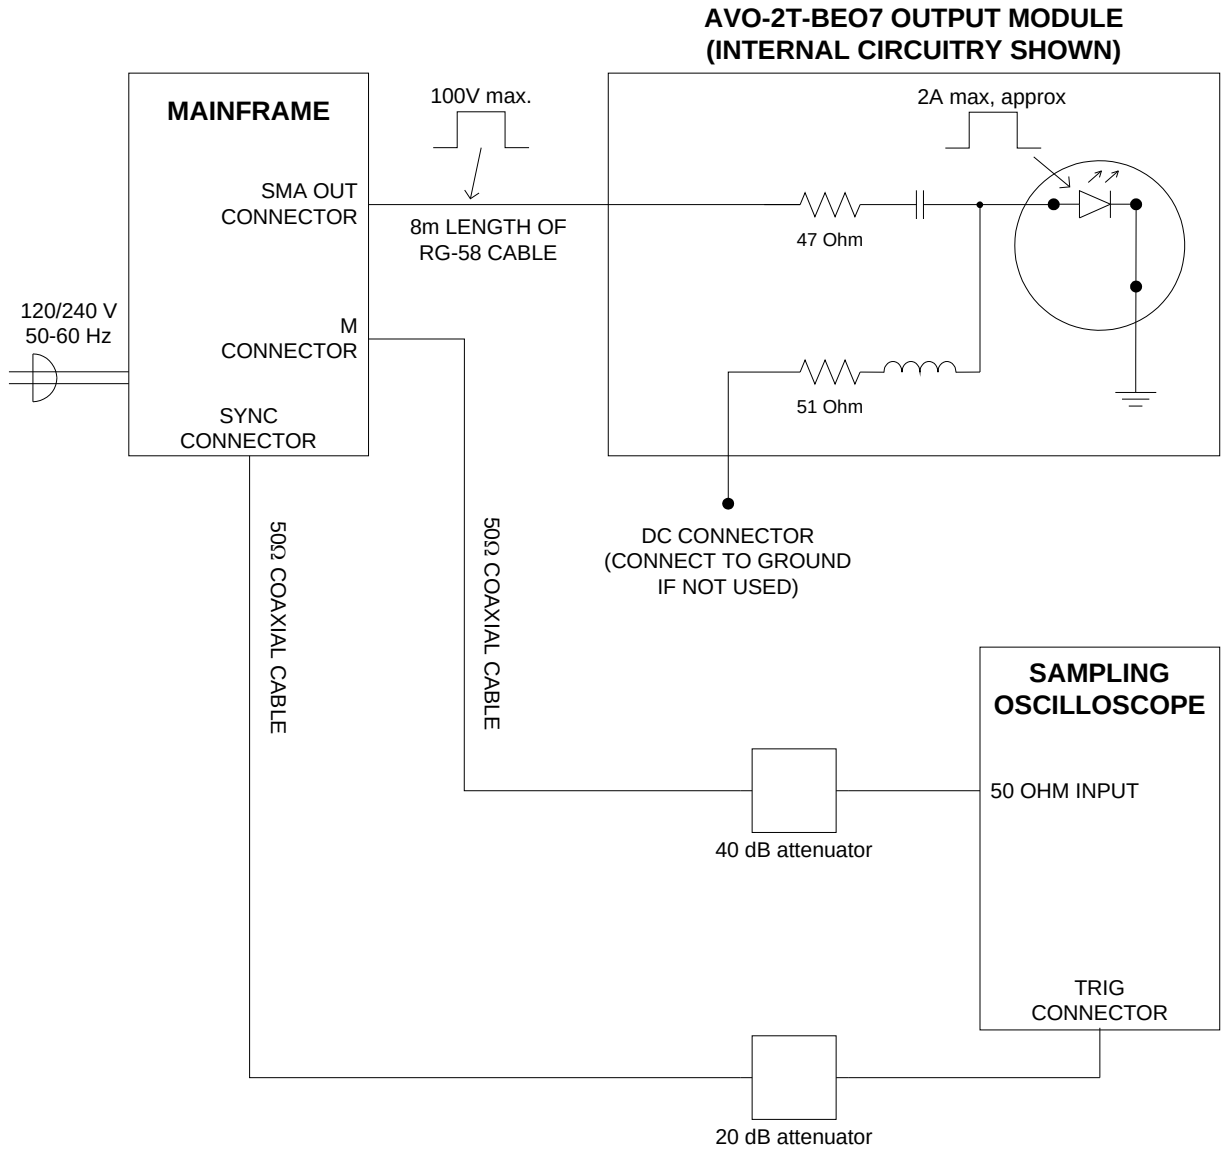 AVO-2T-BEO7 OUTPUT MODULE
(INTERNAL CIRCUITRY SHOWN)
MAINFRAME
100V max.
2A max, approx
SMA OUT
CONNECTOR
8m LENGTH OF
RG-58 CABLE
47 Ohm
120/240 V
50-60 Hz
M
CONNECTOR
51 Ohm
SYNC
CONNECTOR
50Ω COAXIAL CABLE
50Ω COAXIAL CABLE
DC CONNECTOR
(CONNECT TO GROUND
IF NOT USED)
SAMPLING
OSCILLOSCOPE
50 OHM INPUT
40 dB attenuator
TRIG
CONNECTOR
20 dB attenuator